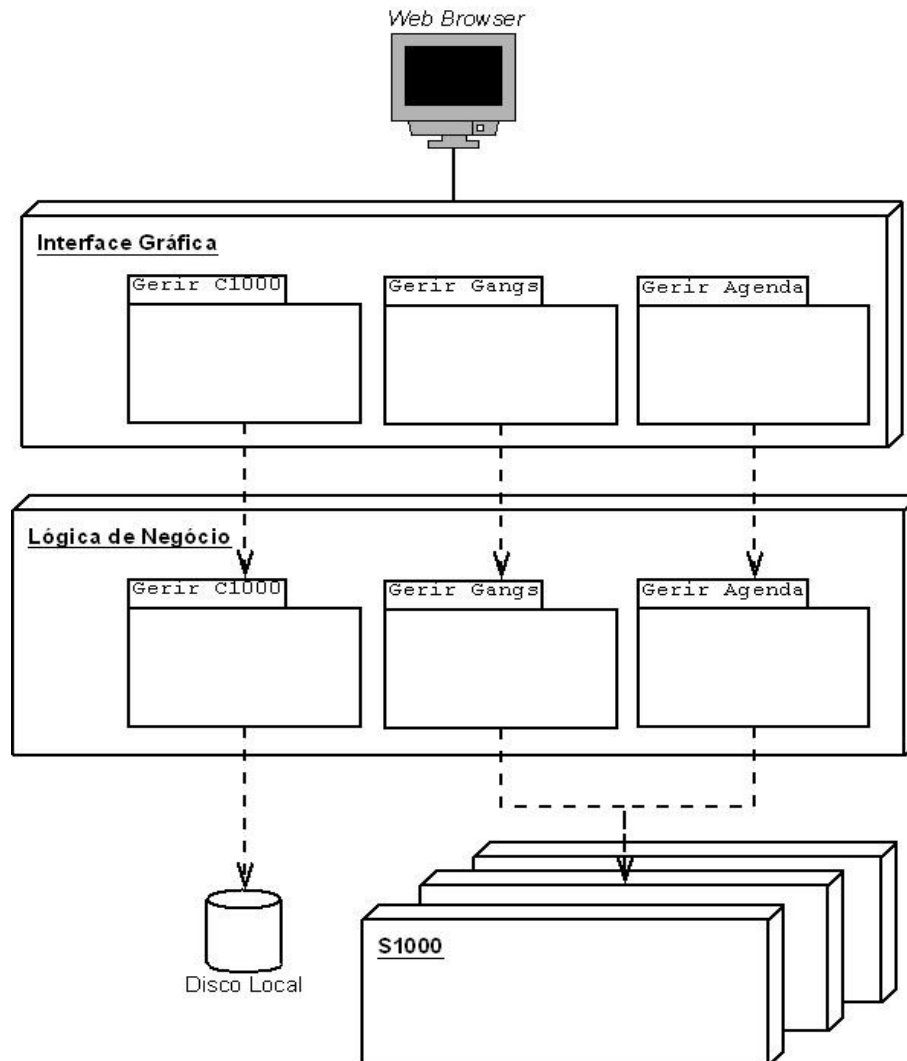 Web Browser
Interface Gráfica
Gerir C1000
Gerir Gangs
Gerir Agenda
Lógica de Negócio
Gerir C1000
Gerir Gangs
Gerir Agenda
S1000
Disco Local